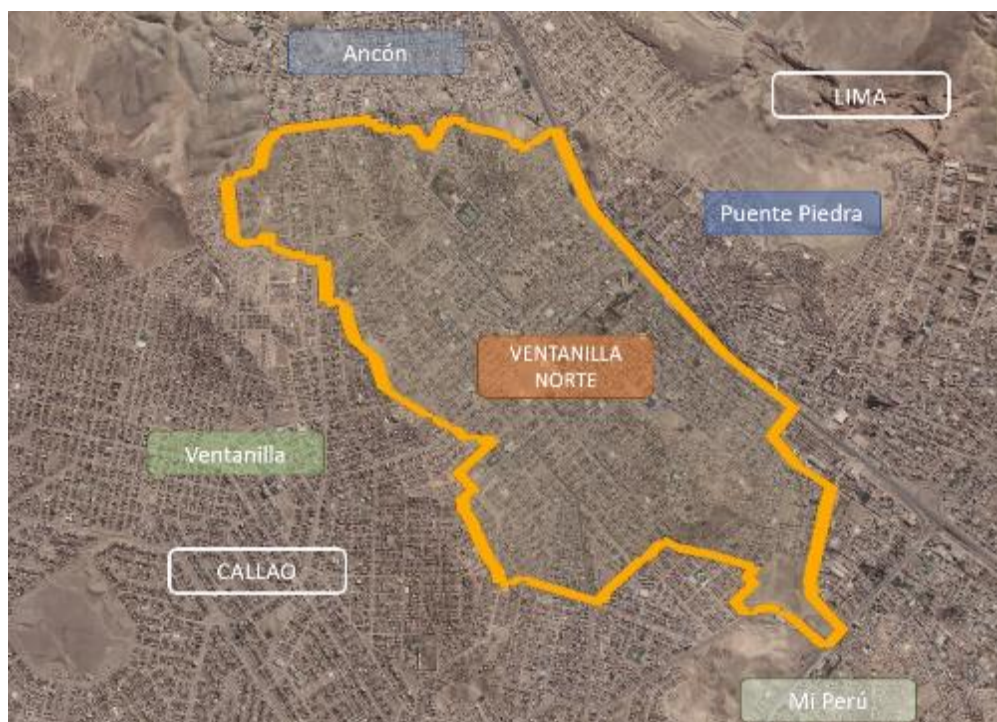 Ancón
LIMA
Puente Piedra
VENTANILLA
NORTE
Ventanilla
CALLAO
Mi Perú